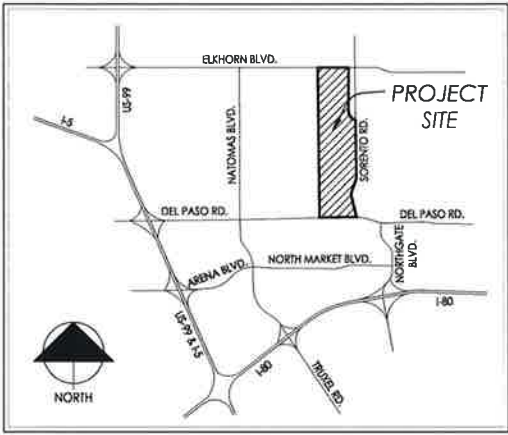 ELKHORN BLVD.
US-99
I-5
NATOMAS BLVD.
PROJECT
SITE
SORENTO RD.
DEL PASO RD.
DEL PASO RD.
NORTHGATE
BLVD.
NORTH MARKET BLVD.
ARENA BLVD.
US-99 & I-5
I-80
I-80
TRUXEL RD.
NORTH